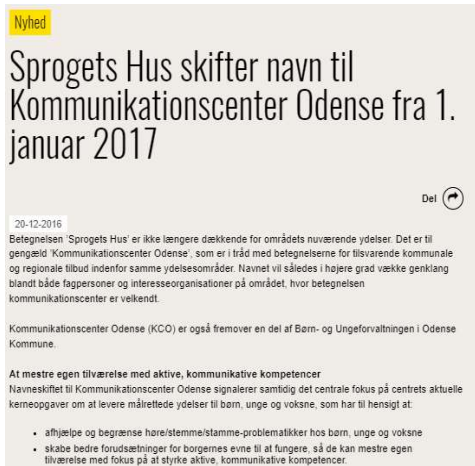 Nyhed
Sprogets Hus skifter navn til
Kommunikationscenter Odense fra 1.
januar 2017
Del
20-12-2016
Betegnelsen 'Sprogets Hus' er ikke længere dækkende for områdets nuværende ydelser. Det er til
gengæld 'Kommunikationscenter Odense', som er i tråd med betegnelserne for tilsvarende kommunale
og regionale tilbud indenfor samme ydelsesområder. Navnet vil således i højere grad vække genklang
blandt både fagpersoner og interesseorganisationer på området, hvor betegnelsen
kommunikationscenter er velkendt.
Kommunikationscenter Odense (KCO) er også fremover en del af Børn- og Ungeforvaltningen i Odense
Kommune.
At mestre egen tilværelse med aktive, kommunikative kompetencer
Navneskiftet til Kommunikationscenter Odense signalerer samtidig det centrale fokus på centrets aktuelle
kerneopgaver om at levere målrettede ydelser til børn, unge og voksne, som har til hensigt at:
• afhjælpe og begrænse høre/stemme/stamme-problematikker hos børn, unge og voksne
• skabe bedre forudsætninger for borgernes evne til at fungere, så de kan mestre egen
tilværelse med fokus på at styrke aktive, kommunikative kompetencer.